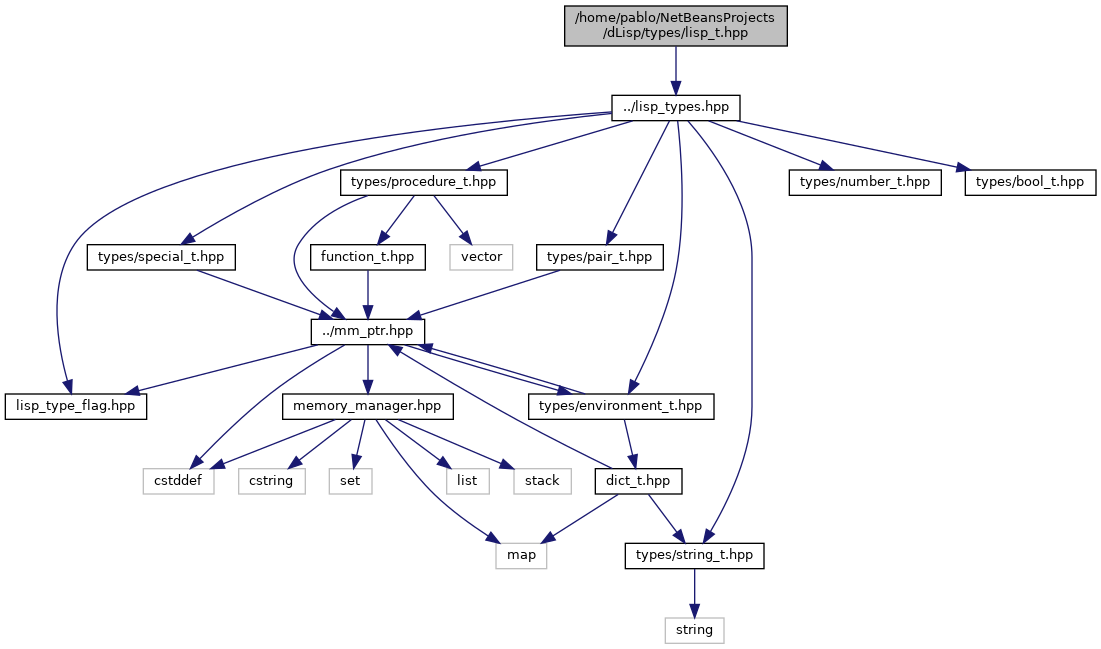 /home/pablo/NetBeansProjects
/dLisp/types/lisp_t.hpp
../lisp_types.hpp
types/procedure_t.hpp
types/number_t.hpp
types/bool_t.hpp
types/special_t.hpp
function_t.hpp
vector
types/pair_t.hpp
../mm_ptr.hpp
lisp_type_flag.hpp
memory_manager.hpp
types/environment_t.hpp
cstddef
cstring
set
list
stack
dict_t.hpp
map
types/string_t.hpp
string